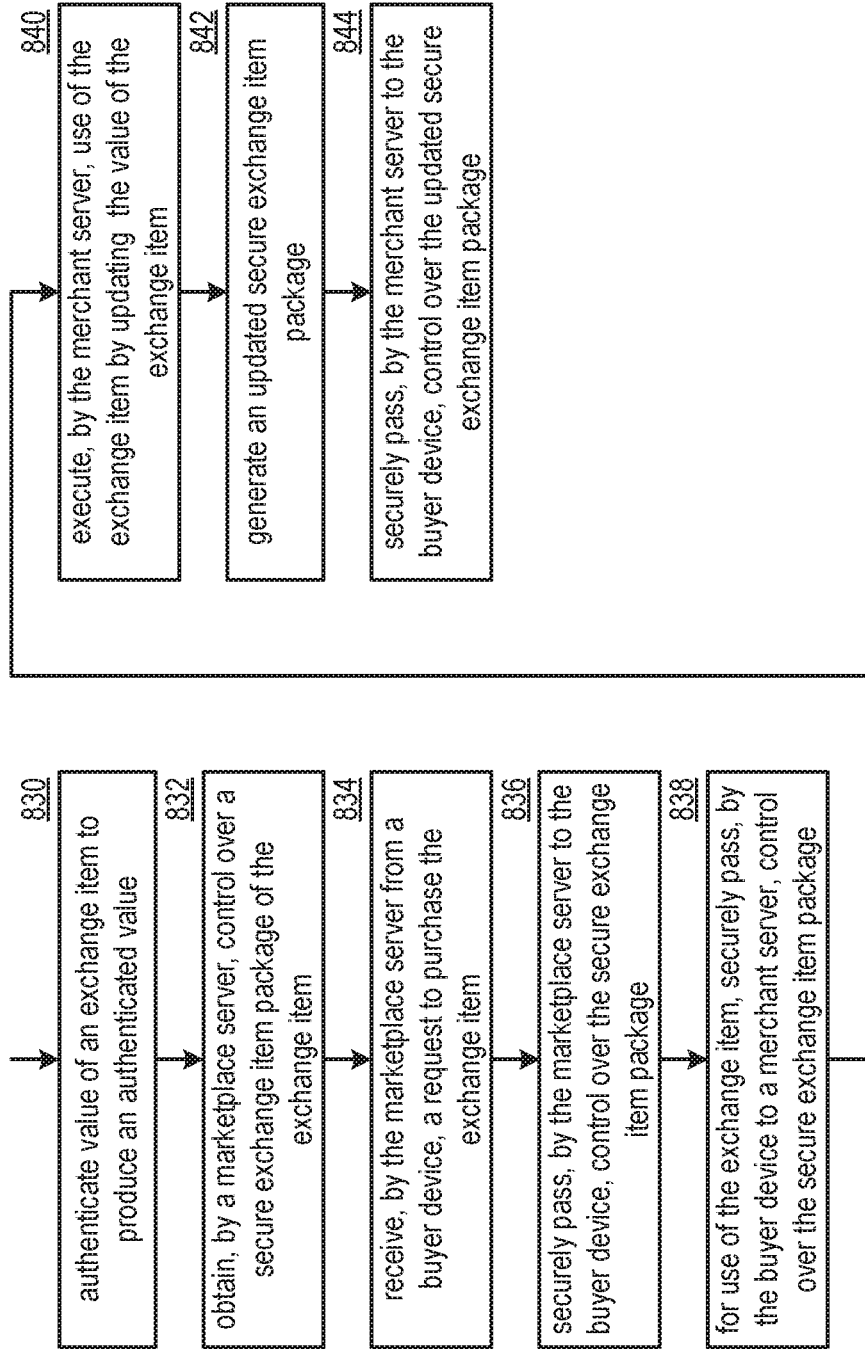 830
authenticate value of an exchange item to
produce an authenticated value
832
obtain, by a marketplace server, control over a
secure exchange item package of the
exchange item
834
receive, by the marketplace server from a
buyer device, a request to purchase the
exchange item
836
securely pass, by the marketplace server to the
buyer device, control over the secure exchange
item package
838
for use of the exchange item, securely pass, by
the buyer device to a merchant server, control
over the secure exchange item package
840
execute, by the merchant server, use of the
exchange item by updating the value of the
exchange item
842
generate an updated secure exchange item
package
844
securely pass, by the merchant server to the
buyer device, control over the updated secure
exchange item package